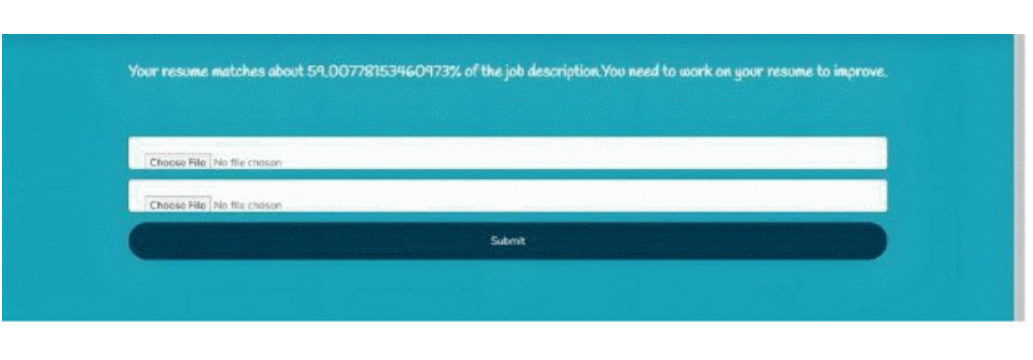 Your resume matches about 59.00778153460973% of the job description.You need to work on your resume to improve.
Choose File No file chosen
Choose File No file chosen
Submit